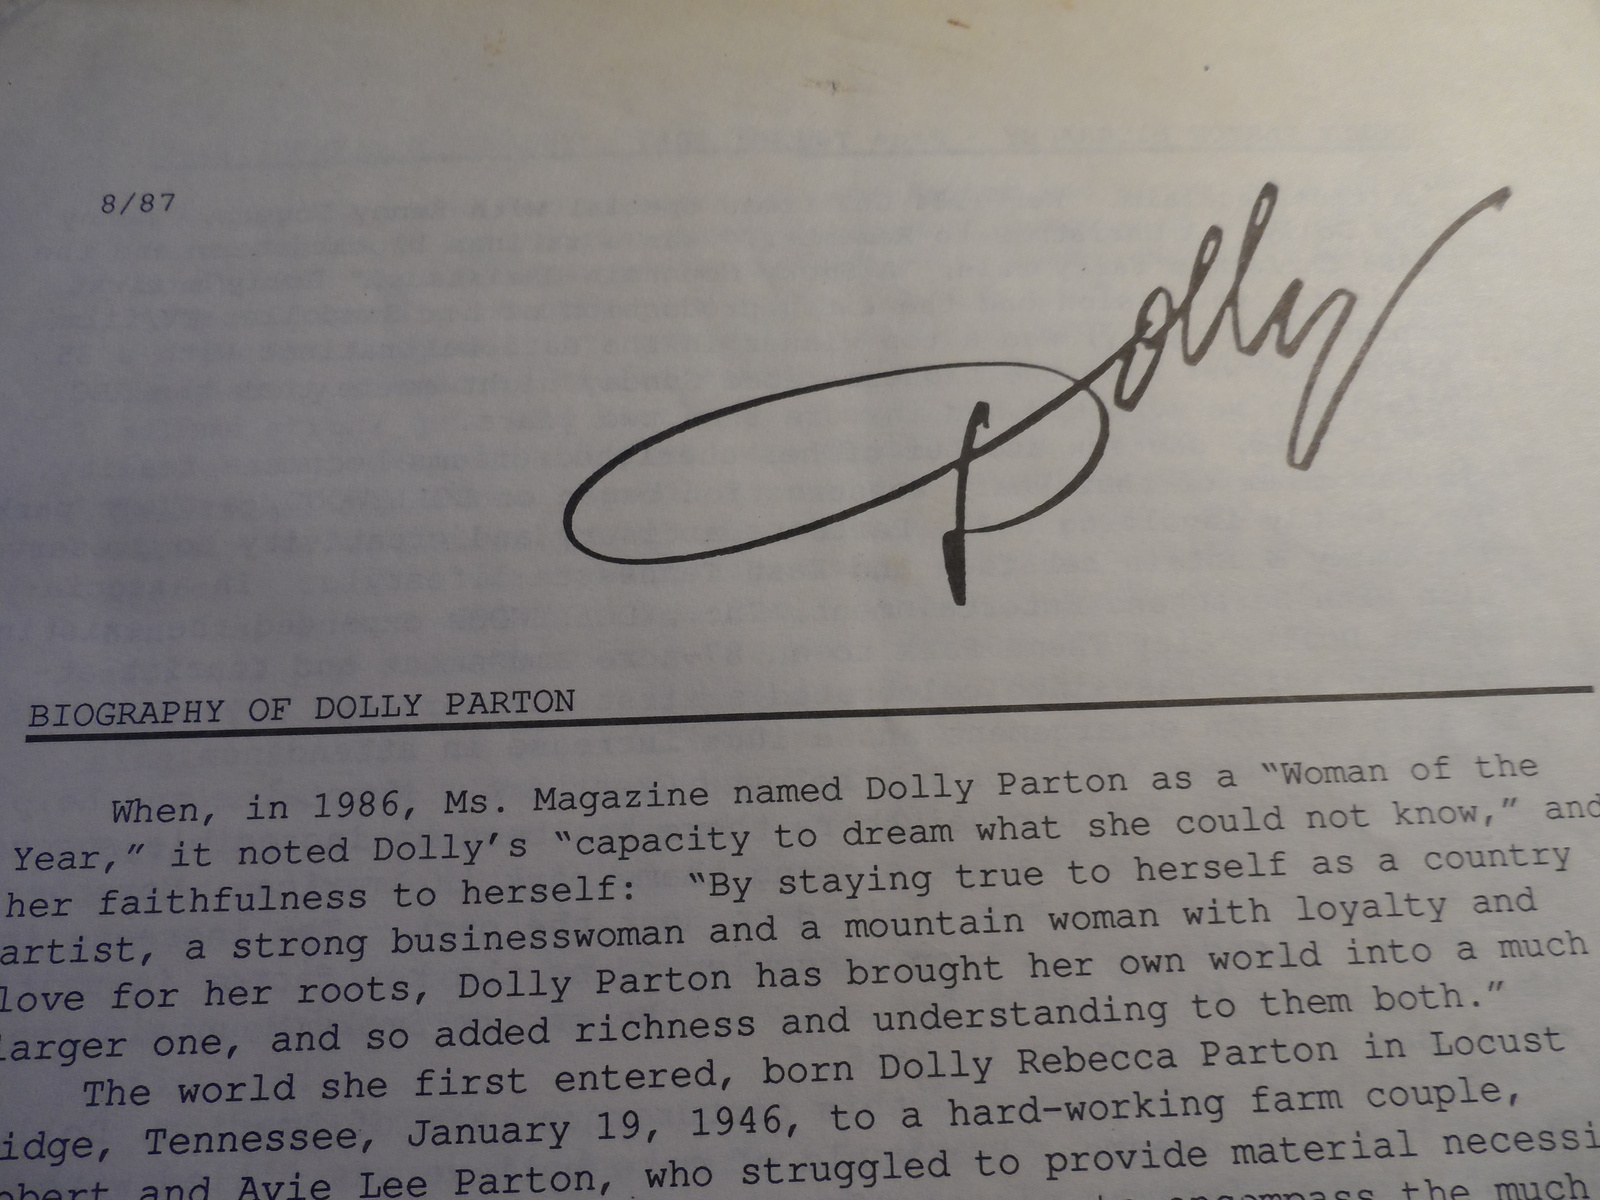 8/87
Dolly
BIOGRAPHY OF DOLLY PARTON
When, in 1986, Ms. Magazine named Dolly Parton as a “Woman of the
Year,” it noted Dolly's “capacity to dream what she could not know,” and
her faithfulness to herself: “By staying true to herself as a country
artist, a strong businesswoman and a mountain woman with loyalty and
love for her roots, Dolly Parton has brought her own world into a much
larger one, and so added richness and understanding to them both.”
The world she first entered, born Dolly Rebecca Parton in Locust
idge, Tennessee, January 19, 1946, to a hard-working farm couple,
obert and Avie Lee Parton, who struggled to provide material necessi
encompass the much